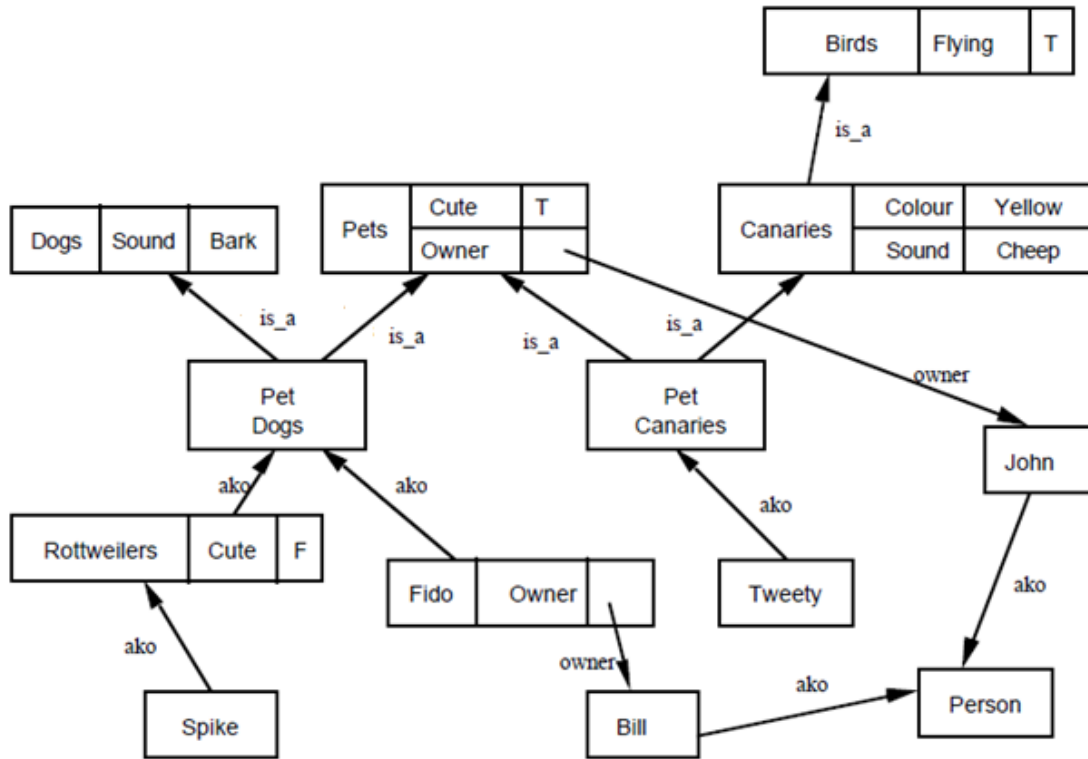 Birds Flying T
is_a
Dogs Sound Bark
Pets Cute T
Owner
Canaries Colour Yellow
Sound Cheep
is_a
is_a
is_a
is_a
owner
Pet
Dogs
Pet
Canaries
John
ako
ako
ako
Rottweilers Cute F
Fido Owner
Tweety
ako
ako
owner
ako
Spike
Bill
Person